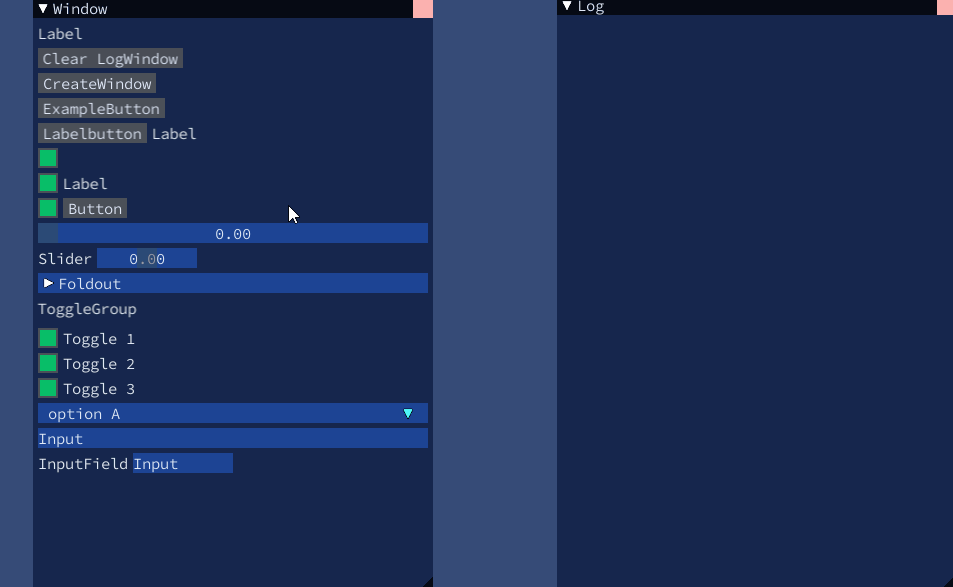 Window
Label
Clear LogWindow
CreateWindow
ExampleButton
Labelbutton Label
Label
Button
0.00
Slider 0.00
Foldout
ToggleGroup
Toggle 1
Toggle 2
Toggle 3
option A
Input
InputField Input
Log